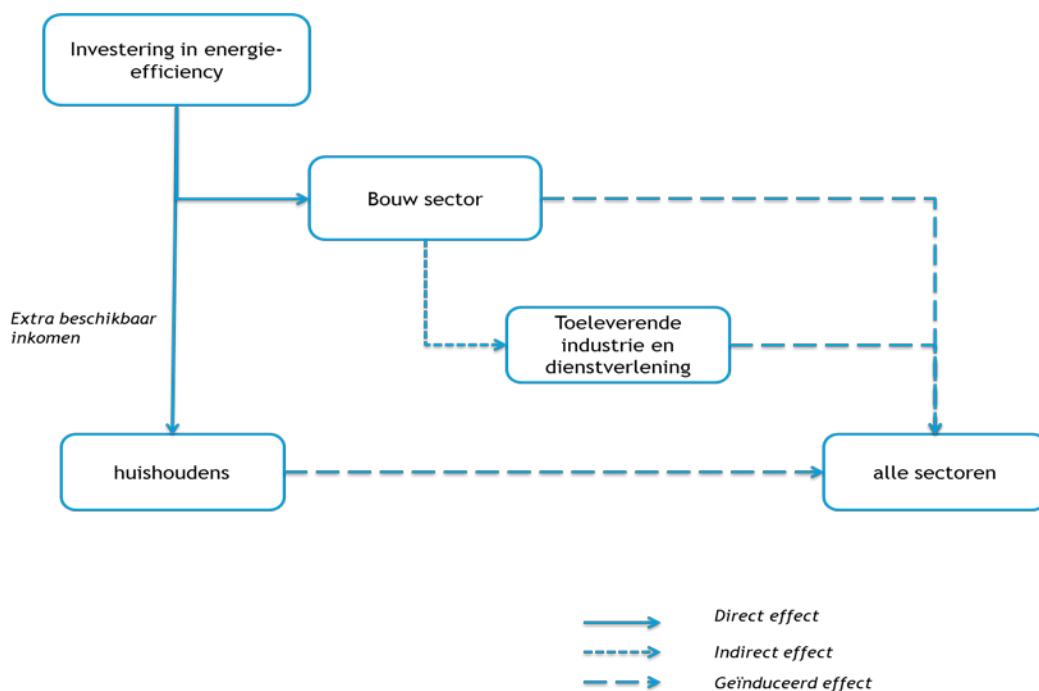 Investering in energie-
efficiency
Bouw sector
Extra beschikbaar
inkomen
Toeleverende
industrie en
dienstverlening
huishoudens
alle sectoren
Direct effect
Indirect effect
Geïnduceerd effect